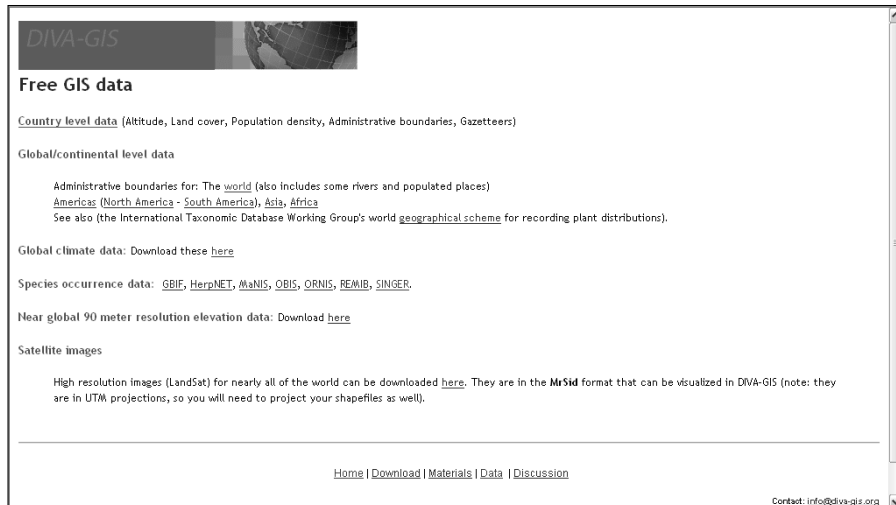 DIVA-GIS
Free GIS data
Country level data (Altitude, Land cover, Population density, Administrative boundaries, Gazetteers)
Global/continental level data
Administrative boundaries for: The world (also includes some rivers and populated places)
Americas (North America - South America), Asia, Africa
See also (the International Taxonomic Database Working Group's world geographical scheme for recording plant distributions).
Global climate data: Download these here
Species occurrence data: GBIF, HerpNET, MaNIS, OBIS, ORNIS, REMIB, SINGER.
Near global 90 meter resolution elevation data: Download here
Satellite images
High resolution images (LandSat) for nearly all of the world can be downloaded here. They are in the MrSid format that can be visualized in DIVA-GIS (note: they
are in UTM projections, so you will need to project your shapefiles as well).
Home | Download | Materials | Data | Discussion
Contact: info@diva-gis.org